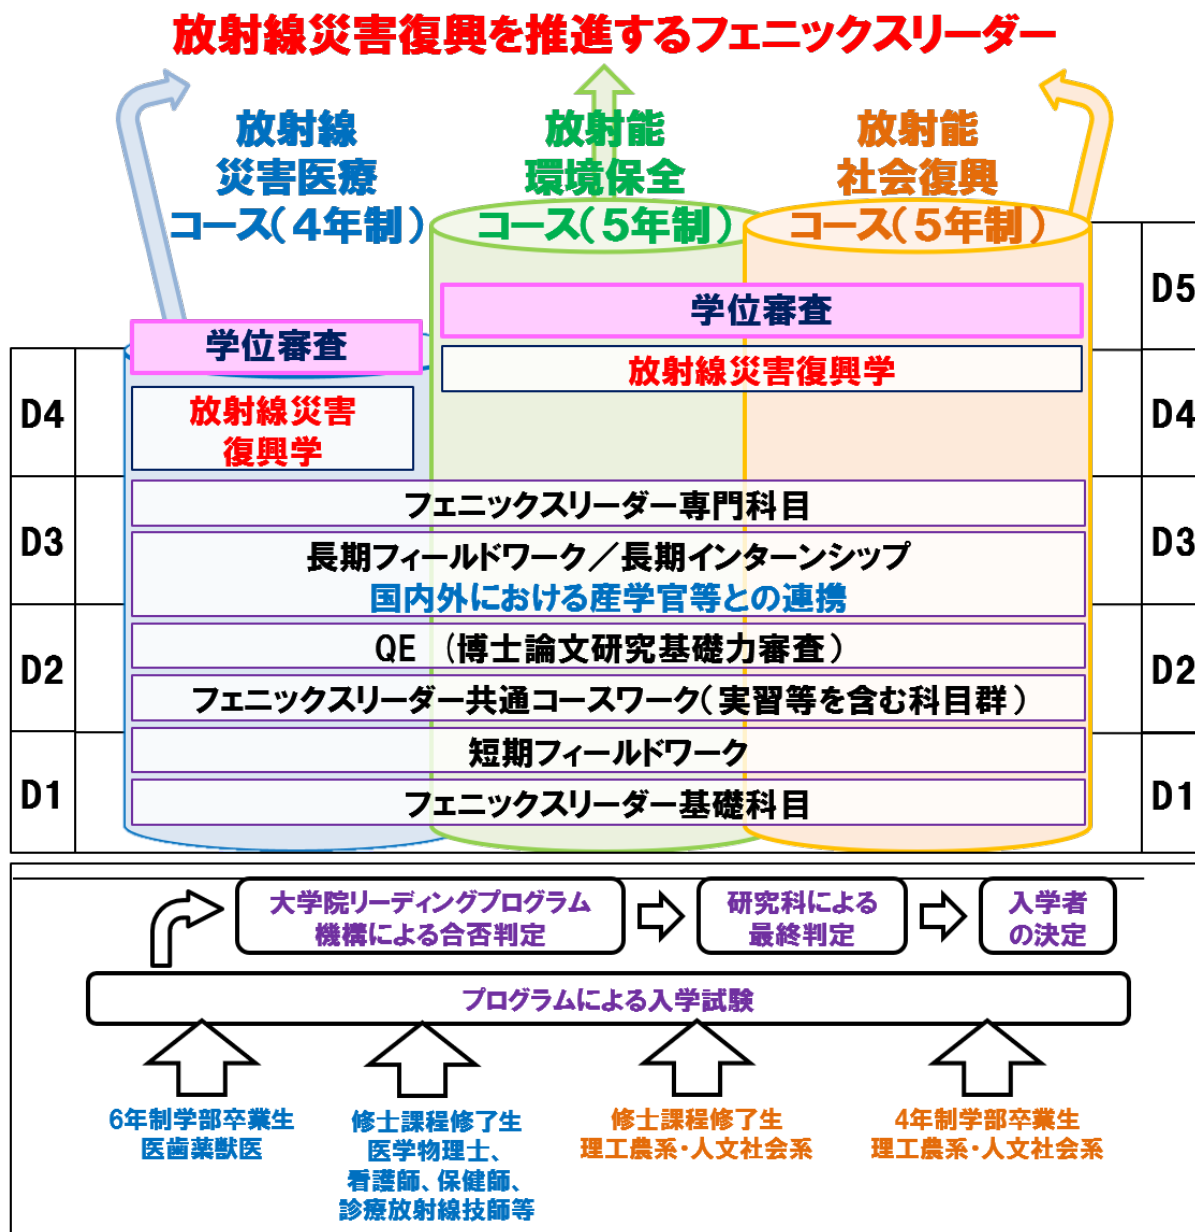 放射線災害復興を推進するフェニックスリーダー
放射線
災害医療
コース(4年制)
放射能
環境保全
コース(5年制)
放射能
社会復興
コース(5年制)
D5
学位審査
学位審査
放射線災害復興学
D4
放射線災害
復興学
D4
フェニックスリーダー専門科目
D3
長期フィールドワーク／長期インターンシップ
国内外における産学官等との連携
D3
QE (博士論文研究基礎力審査)
D2
フェニックスリーダー共通コースワーク(実習等を含む科目群)
D2
短期フィールドワーク
D1
フェニックスリーダー基礎科目
D1
大学院リーディングプログラム
機構による合否判定
研究科による
最終判定
入学者
の決定
プログラムによる入学試験
6年制学部卒業生
医歯薬獣医
修士課程修了生
医学物理士、
看護師、保健師、
診療放射線技師等
修士課程修了生
理工農系・人文社会系
4年制学部卒業生
理工農系・人文社会系